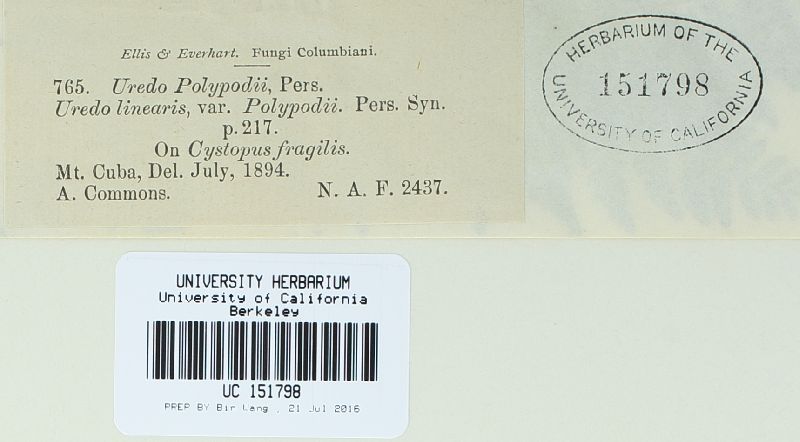 Ellis & Everhart. Fungi Columbiani.
765. Uredo Polypodii, Pers.
Uredo linearis, var. Polypodii. Pers. Syn.
p. 217.
On Cystopus fragilis.
Mt. Cuba, Del. July, 1894.
A. Commons. N. A. F. 2437.
HERBARIUM OF THE
151798
UNIVERSITY OF CALIFORNIA
UNIVERSITY HERBARIUM
University of California
Berkeley
UC 151798
PREP BY Bir Lang , 21 Jul 2016